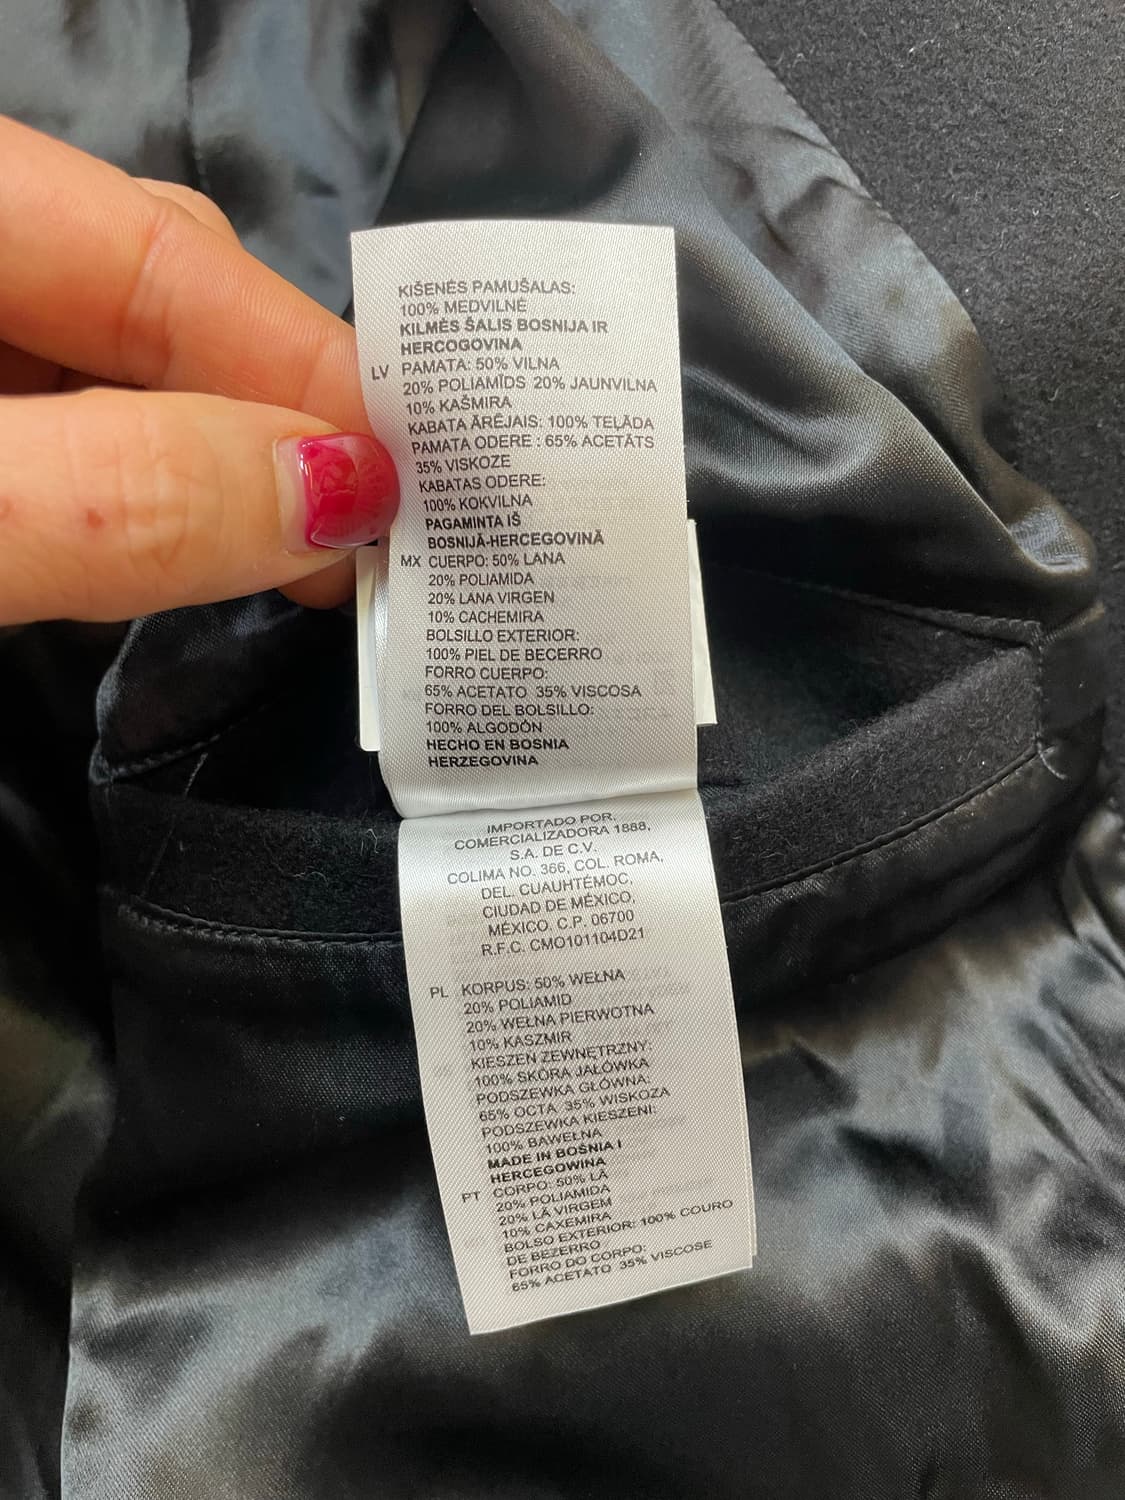 KIŠENĖS PAMUŠALAS:
100% MEDVILNĖ
KILMĖS ŠALIS BOSNIJA IR
HERCOGOVINA
LV PAMATA: 50% VILNA
20% POLIAMĪDS 20% JAUNVILNA
10% KAŠMIRA
KABATA ĀRĒJAIS: 100% TEĻĀDA
PAMATA ODERE : 65% ACETĀTS
35% VISKOZE
KABATAS ODERE:
100% KOKVILNA
PAGAMINTA IŠ
BOSNIJĀ-HERCEGOVINĀ
MX CUERPO: 50% LANA
20% POLIAMIDA
20% LANA VIRGEN
10% CACHEMIRA
BOLSILLO EXTERIOR:
100% PIEL DE BECERRO
FORRO CUERPO:
65% ACETATO 35% VISCOSA
FORRO DEL BOLSILLO:
100% ALGODÓN
HECHO EN BOSNIA
HERZEGOVINA
IMPORTADO POR.
COMERCIALIZADORA 1888,
S.A. DE C.V.
COLIMA NO. 366, COL. ROMA,
DEL. CUAUHTÉMOC,
CIUDAD DE MÉXICO,
MÉXICO. C.P. 06700
R.F.C. CMO101104D21
PL KORPUS: 50% WEŁNA
20% POLIAMID
20% WEŁNA PIERWOTNA
10% KASZMIR
KIESZEŃ ZEWNĘTRZNY:
100% SKÓRA JAŁÓWKA
PODSZEWKA GŁÓWNA:
65% OCTA 35% WISKOZA
PODSZEWKA KIESZENI:
100% BAWEŁNA
MADE IN BOŚNIA I
HERCEGOWINA
PT CORPO: 50% LÃ
20% POLIAMIDA
20% LÃ VIRGEM
10% CAXEMIRA
BOLSO EXTERIOR: 100% COURO
DE BEZERRO
FORRO DO CORPO:
65% ACETATO 35% VISCOSE